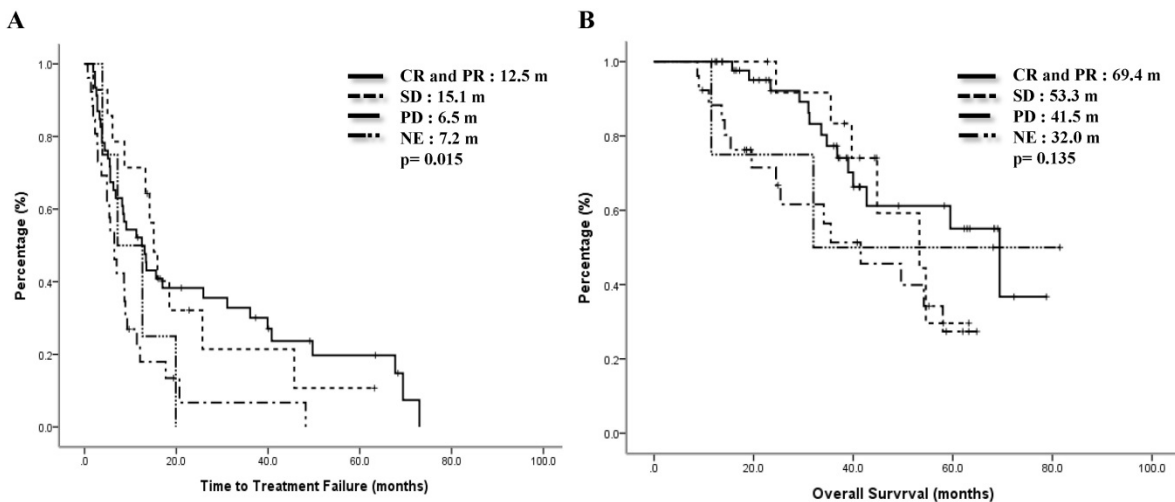 A
CR and PR : 12.5 m
SD : 15.1 m
PD : 6.5 m
NE : 7.2 m
p= 0.015
Percentage (%)
1.0
0.8
0.6
0.4
0.2
0.0
.0 20.0 40.0 60.0 80.0 100.0
Time to Treatment Failure (months)
B
CR and PR : 69.4 m
SD : 53.3 m
PD : 41.5 m
NE : 32.0 m
p= 0.135
Percentage (%)
1.0
0.8
0.6
0.4
0.2
0.0
.0 20.0 40.0 60.0 80.0 100.0
Overall Survrval (months)